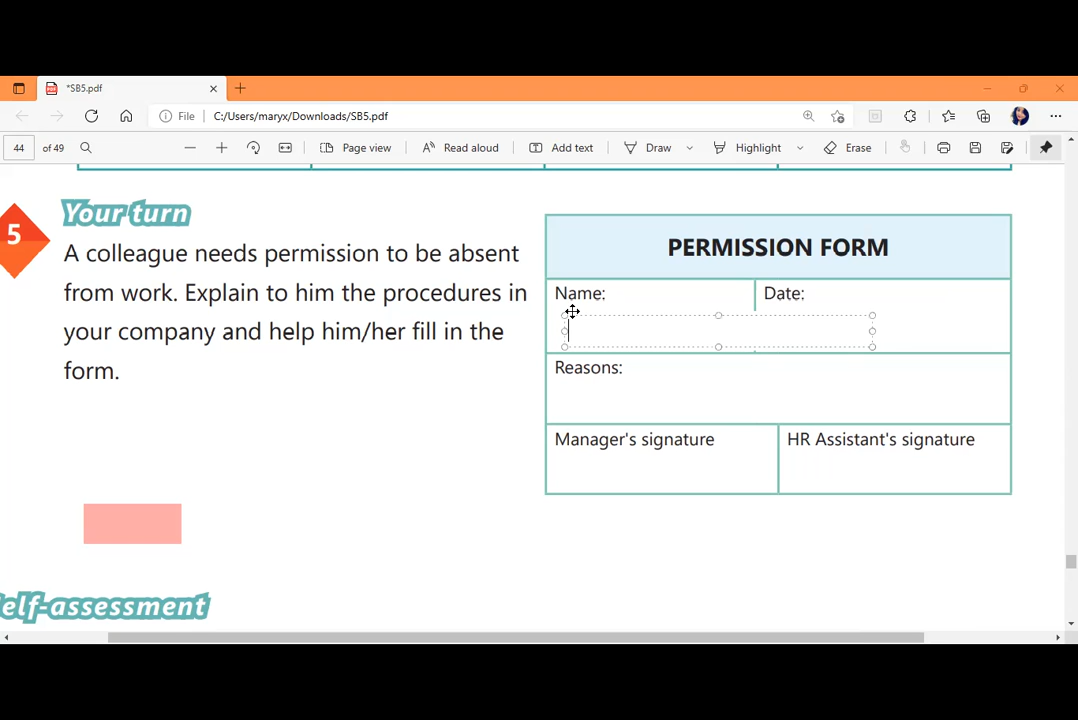 *SB5.pdf
File C:/Users/maryx/Downloads/SB5.pdf
44 of 49 Page view Read aloud Add text Draw Highlight Erase
5
Your turn
A colleague needs permission to be absent
from work. Explain to him the procedures in
your company and help him/her fill in the
form.
PERMISSION FORM
Name: Date:
Reasons:
Manager's signature HR Assistant's signature
elf-assessment